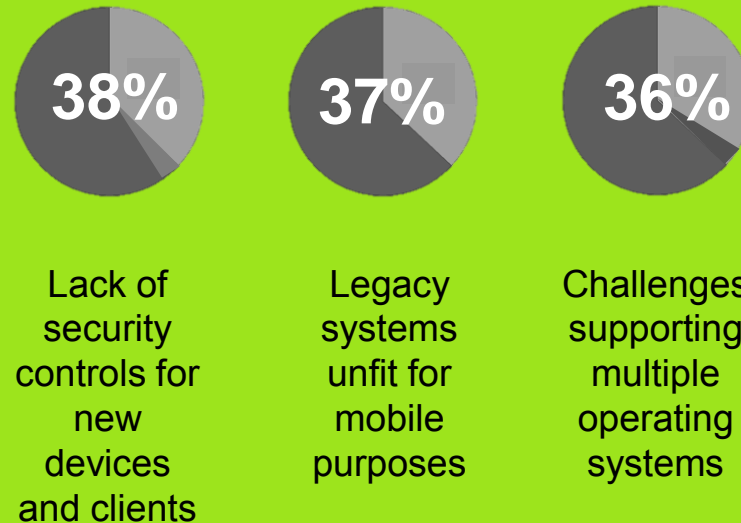 38%
37%
36%
Lack of
security
controls for
new
devices
and clients
Legacy
systems
unfit for
mobile
purposes
Challenges
supporting
multiple
operating
systems